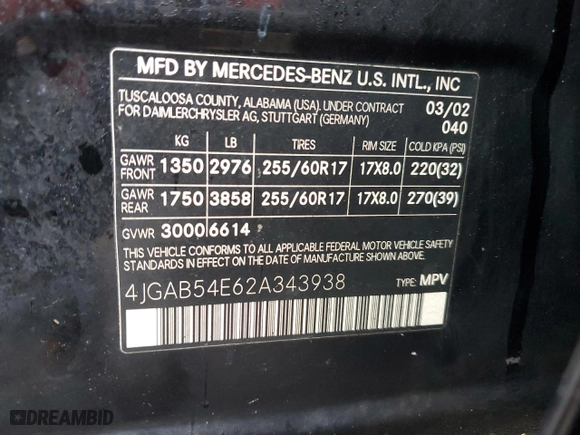 MFD BY MERCEDES-BENZ U.S. INTL., INC
TUSCALOOSA COUNTY, ALABAMA (USA). UNDER CONTRACT 03/02
FOR DAIMLERCHRYSLER AG, STUTTGART (GERMANY) 040
KG LB TIRES RIM SIZE COLD KPA (PSI)
GAWR FRONT 1350 2976 255/60R17 17X8.0 220(32)
GAWR REAR 1750 3858 255/60R17 17X8.0 270(39)
GVWR 3000 6614
THIS VEHICLE CONFORMS TO ALL APPLICABLE FEDERAL MOTOR VEHICLE SAFETY
STANDARDS IN EFFECT ON THE DATE OF MANUFACTURE SHOWN ABOVE.
4JGAB54E62A343938 TYPE: MPV
DREAMBID